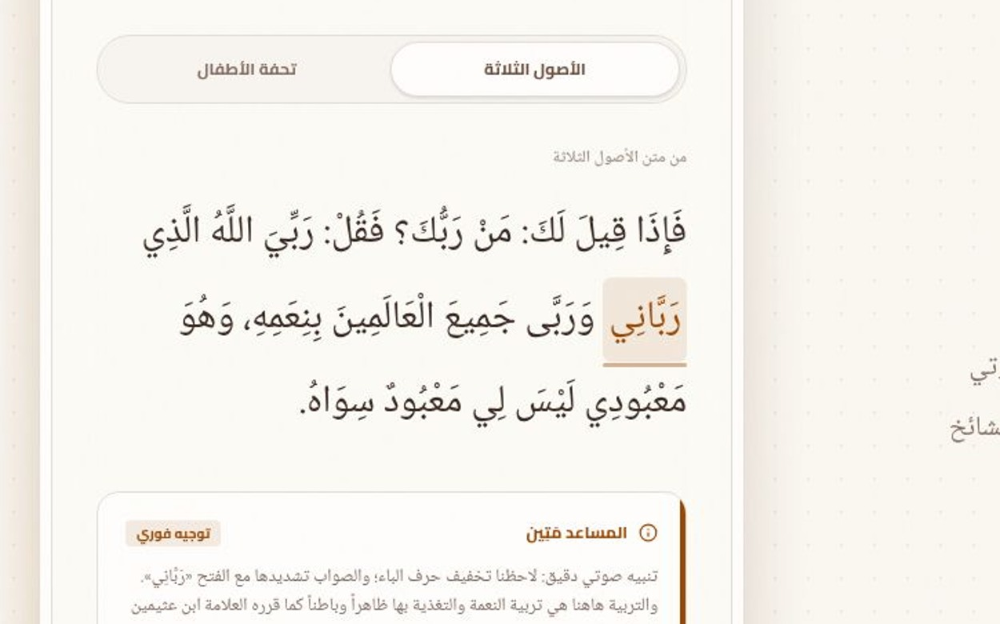 الأصول الثلاثة
تحفة الأطفال
من متن الأصول الثلاثة
فَإِذَا قِيلَ لَكَ: مَنْ رَبُّكَ؟ فَقُلْ: رَبِّيَ اللَّهُ الَّذِي
رَبَّانِي وَرَبَّى جَمِيعَ الْعَالَمِينَ بِنِعَمِهِ، وَهُوَ
مَعْبُودِي لَيْسَ لِي مَعْبُودٌ سِوَاهُ.
المساعد مَتِين
توجيه فوري
تنبيه صوتي دقيق: لاحظنا تخفيف حرف الباء؛ والصواب تشديدها مع الفتح «رَبَّانِي».
والتربية هاهنا هي تربية النعمة والتغذية بها ظاهراً وباطناً كما قرره العلامة ابن عثيمين